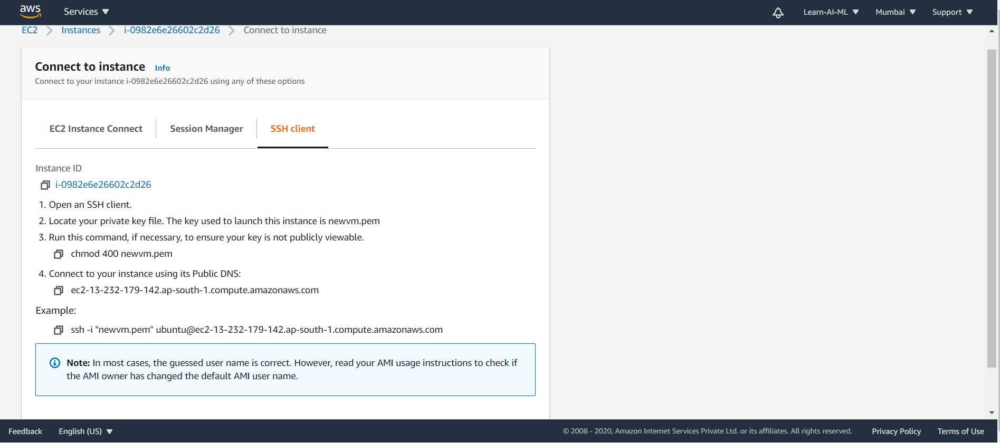 aws Services Learn-AI-ML Mumbai Support
EC2 Instances i-0982e6e26602c2d26 Connect to instance
Connect to instance Info
Connect to your instance i-0982e6e26602c2d26 using any of these options
EC2 Instance Connect Session Manager SSH client
Instance ID
i-0982e6e26602c2d26
1. Open an SSH client.
2. Locate your private key file. The key used to launch this instance is newvm.pem
3. Run this command, if necessary, to ensure your key is not publicly viewable.
chmod 400 newvm.pem
4. Connect to your instance using its Public DNS:
ec2-13-232-179-142.ap-south-1.compute.amazonaws.com
Example:
ssh -i "newvm.pem" ubuntu@ec2-13-232-179-142.ap-south-1.compute.amazonaws.com
Note: In most cases, the guessed user name is correct. However, read your AMI usage instructions to check if
the AMI owner has changed the default AMI user name.
Feedback English (US) © 2008 - 2020, Amazon Internet Services Private Ltd. or its affiliates. All rights reserved. Privacy Policy Terms of Use